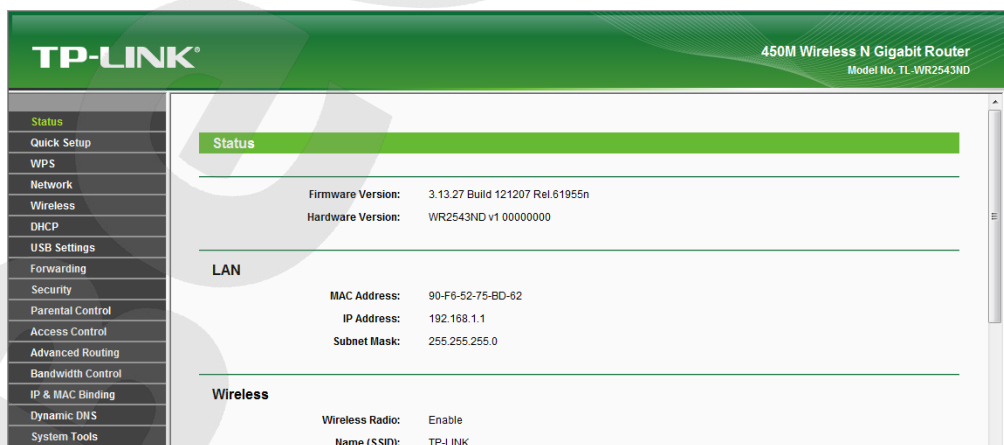 TP-LINK®
450M Wireless N Gigabit Router
Model No. TL-WR2543ND
Status
Quick Setup
WPS
Network
Wireless
DHCP
USB Settings
Forwarding
Security
Parental Control
Access Control
Advanced Routing
Bandwidth Control
IP & MAC Binding
Dynamic DNS
System Tools
Status
Firmware Version: 3.13.27 Build 121207 Rel.61955n
Hardware Version: WR2543ND v1 00000000
LAN
MAC Address: 90-F6-52-75-BD-62
IP Address: 192.168.1.1
Subnet Mask: 255.255.255.0
Wireless
Wireless Radio: Enable
Name (SSID): TP-LINK